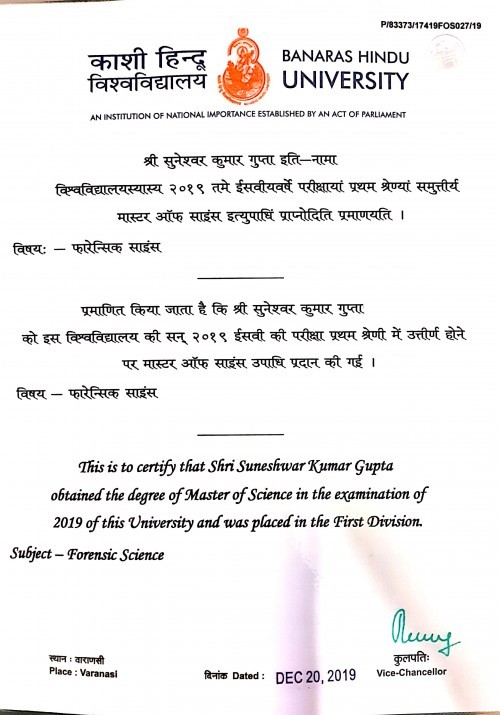 P/83373/17419FOS027/19
काशी हिन्दू
विश्वविद्यालय
BANARAS HINDU
UNIVERSITY
AN INSTITUTION OF NATIONAL IMPORTANCE ESTABLISHED BY AN ACT OF PARLIAMENT
श्री सुनेश्वर कुमार गुप्ता इति–नामा
विश्वविद्यालयस्यास्य २०१९ तमे ईसवीयवर्षे परीक्षायां प्रथम श्रेण्यां समुत्तीर्य
मास्टर ऑफ साइंस इत्युपाधिं प्राप्नोदिति प्रमाणयति ।
विषयः – फारेन्सिक साइंस
प्रमाणित किया जाता है कि श्री सुनेश्वर कुमार गुप्ता
को इस विश्वविद्यालय की सन् २०१९ ईसवी की परीक्षा प्रथम श्रेणी में उत्तीर्ण होने
पर मास्टर ऑफ साइंस उपाधि प्रदान की गई ।
विषय – फारेन्सिक साइंस
This is to certify that Shri Suneshwar Kumar Gupta
obtained the degree of Master of Science in the examination of
2019 of this University and was placed in the First Division.
Subject – Forensic Science
स्थान : वाराणसी
Place : Varanasi
दिनांक Dated : DEC 20, 2019
कुलपतिः
Vice-Chancellor